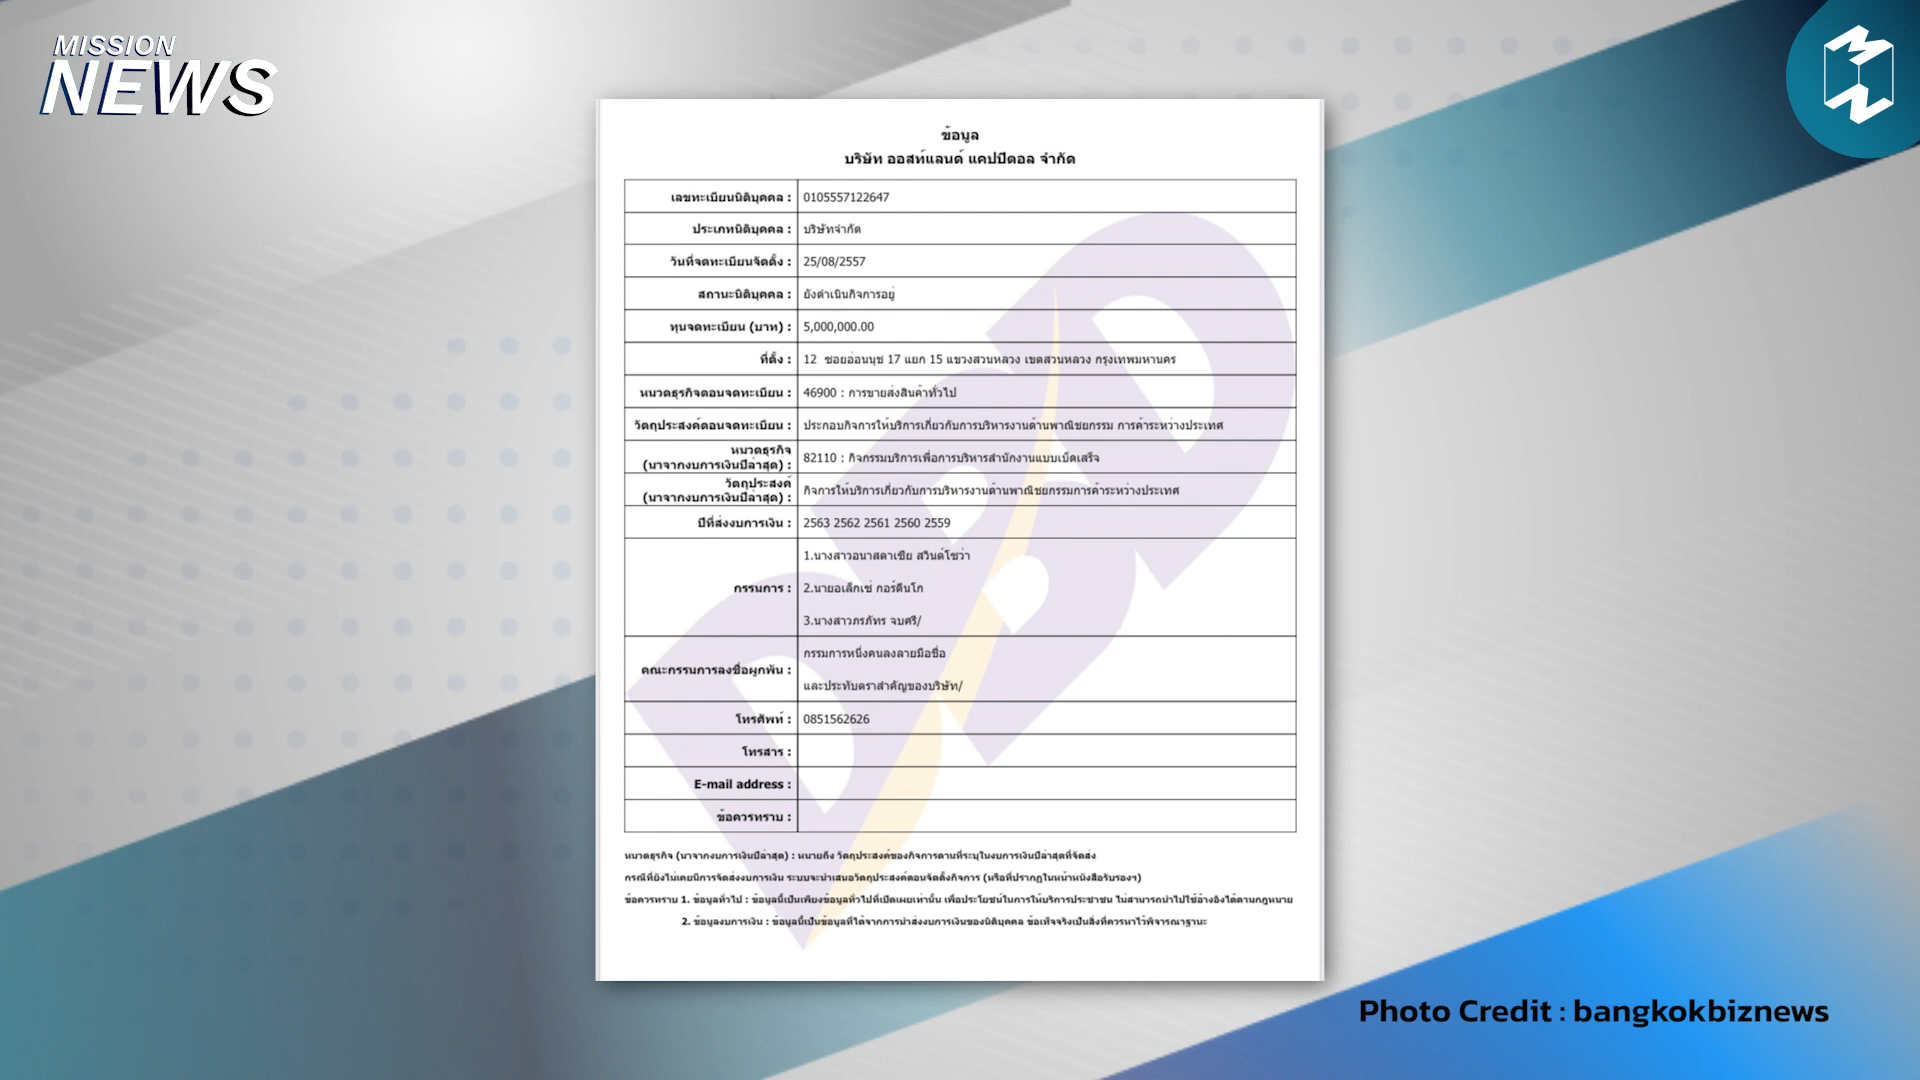 MISSION
NEWS
ข้อมูล
บริษัท ออสท์แลนด์ แคปปิตอล จำกัด
เลขทะเบียนนิติบุคคล : 0105557122647
ประเภทนิติบุคคล : บริษัทจำกัด
วันที่จดทะเบียนจัดตั้ง : 25/08/2557
สถานะนิติบุคคล : ยังดำเนินกิจการอยู่
ทุนจดทะเบียน (บาท) : 5,000,000.00
ที่ตั้ง : 12 ซอยอ่อนนุช 17 แยก 15 แขวงสวนหลวง เขตสวนหลวง กรุงเทพมหานคร
หมวดธุรกิจตอนจดทะเบียน : 46900 : การขายส่งสินค้าทั่วไป
วัตถุประสงค์ตอนจดทะเบียน : ประกอบกิจการให้บริการเกี่ยวกับการบริหารงานด้านพาณิชยกรรม การค้าระหว่างประเทศ
หมวดธุรกิจ
(มาจากงบการเงินปีล่าสุด) : 82110 : กิจกรรมบริการเพื่อการบริหารสำนักงานแบบเบ็ดเสร็จ
วัตถุประสงค์
(มาจากงบการเงินปีล่าสุด) : กิจการให้บริการเกี่ยวกับการบริหารงานด้านพาณิชยกรรมการค้าระหว่างประเทศ
ปีที่ส่งงบการเงิน : 2563 2562 2561 2560 2559
กรรมการ :
1.นางสาวอนาสตาเซีย สวินด์โซว่า
2.นายอเล็กเซ่ กอร์ดีนโก
3.นางสาวภรภัทร จบศรี/
คณะกรรมการลงชื่อผูกพัน :
กรรมการหนึ่งคนลงลายมือชื่อ
และประทับตราสำคัญของบริษัท/
โทรศัพท์ : 0851562626
โทรสาร :
E-mail address :
ข้อควรทราบ :
หมวดธุรกิจ (มาจากงบการเงินปีล่าสุด) : หมายถึง วัตถุประสงค์ของกิจการตามที่ระบุในงบการเงินปีล่าสุดที่จัดส่ง
กรณีที่ยังไม่เคยมีการจัดส่งงบการเงิน ระบบจะนำเสนอวัตถุประสงค์ตอนจัดตั้งกิจการ (หรือที่ปรากฏในหน้าหนังสือรับรองฯ)
ข้อควรทราบ 1. ข้อมูลทั่วไป : ข้อมูลนี้เป็นเพียงข้อมูลทั่วไปที่เปิดเผยเท่านั้น เพื่อประโยชน์ในการให้บริการประชาชน ไม่สามารถนำไปใช้อ้างอิงได้ตามกฎหมาย
2. ข้อมูลงบการเงิน : ข้อมูลนี้เป็นข้อมูลที่ได้จากการนำส่งงบการเงินของนิติบุคคล ข้อเท็จจริงเป็นสิ่งที่ควรหาไว้พิจารณาฐานะ
DBD
Photo Credit : bangkokbiznews